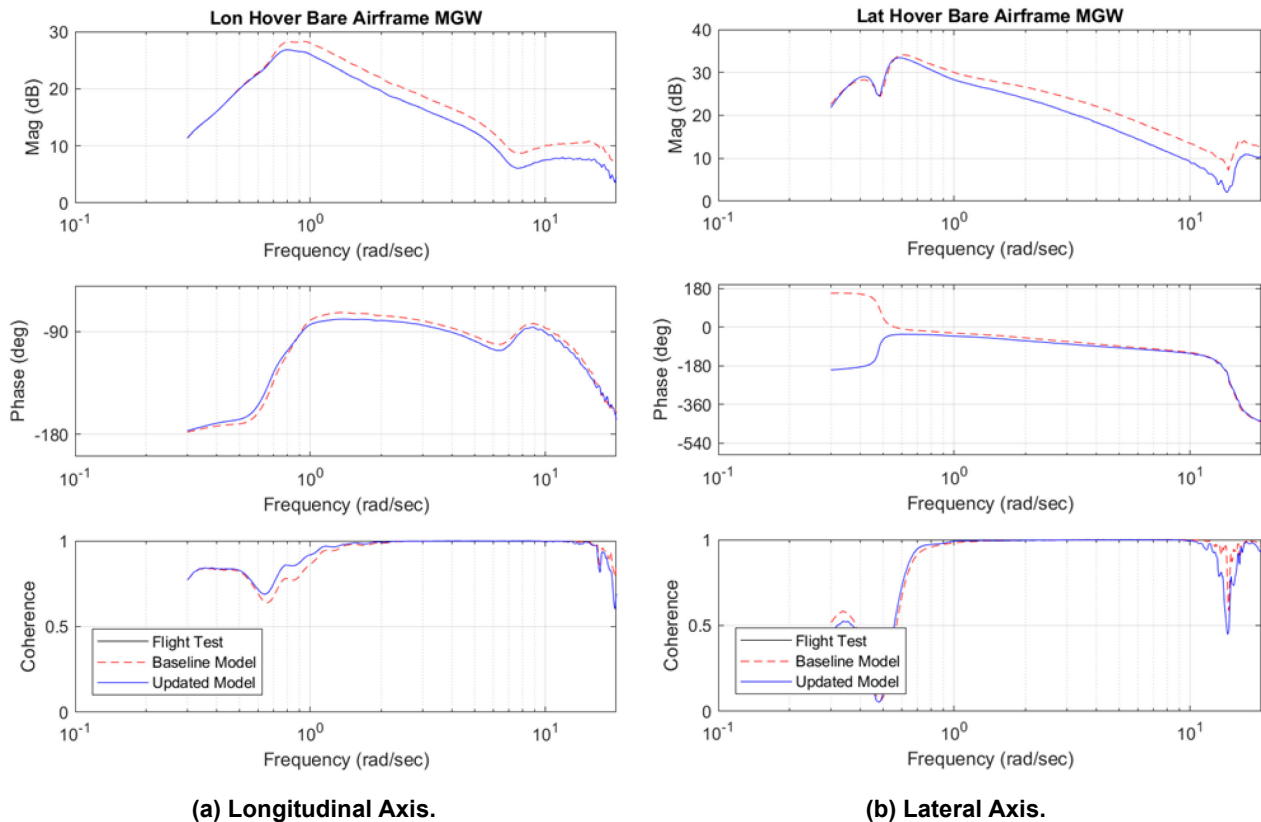 Lon Hover Bare Airframe MGW
30
20
10
0
Mag (dB)
10^-1
10^0
10^1
Frequency (rad/sec)
-90
-180
Phase (deg)
10^-1
10^0
10^1
Frequency (rad/sec)
1
0.5
0
Coherence
Flight Test
Baseline Model
Updated Model
10^-1
10^0
10^1
Frequency (rad/sec)
(a) Longitudinal Axis.
Lat Hover Bare Airframe MGW
40
30
20
10
0
Mag (dB)
10^-1
10^0
10^1
Frequency (rad/sec)
180
0
-180
-360
-540
Phase (deg)
10^-1
10^0
10^1
Frequency (rad/sec)
1
0.5
0
Coherence
Flight Test
Baseline Model
Updated Model
10^-1
10^0
10^1
Frequency (rad/sec)
(b) Lateral Axis.